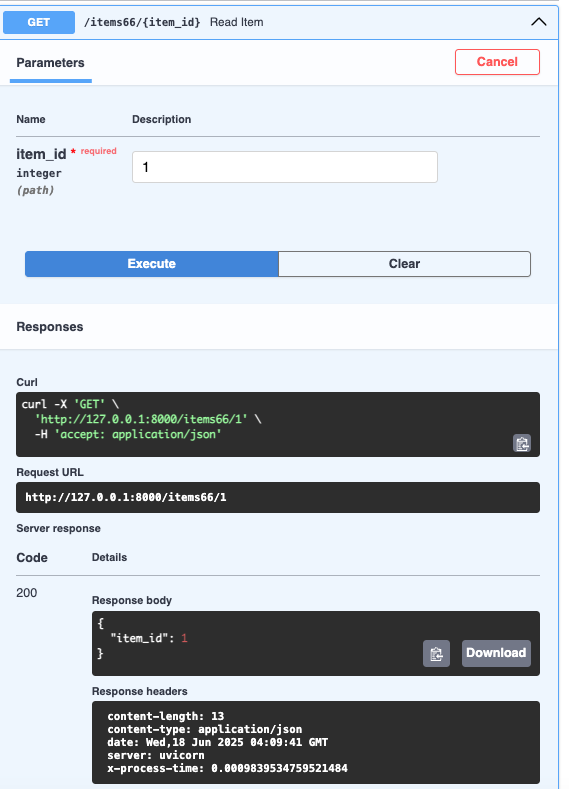 GET /items66/{item_id} Read Item
Parameters
Cancel
Name Description
item_id * required
integer
(path)
1
Execute Clear
Responses
Curl
curl -X 'GET' \
'http://127.0.0.1:8000/items66/1' \
-H 'accept: application/json'
Request URL
http://127.0.0.1:8000/items66/1
Server response
Code Details
200
Response body
{
"item_id": 1
}
Download
Response headers
content-length: 13
content-type: application/json
date: Wed,18 Jun 2025 04:09:41 GMT
server: uvicorn
x-process-time: 0.0009839534759521484